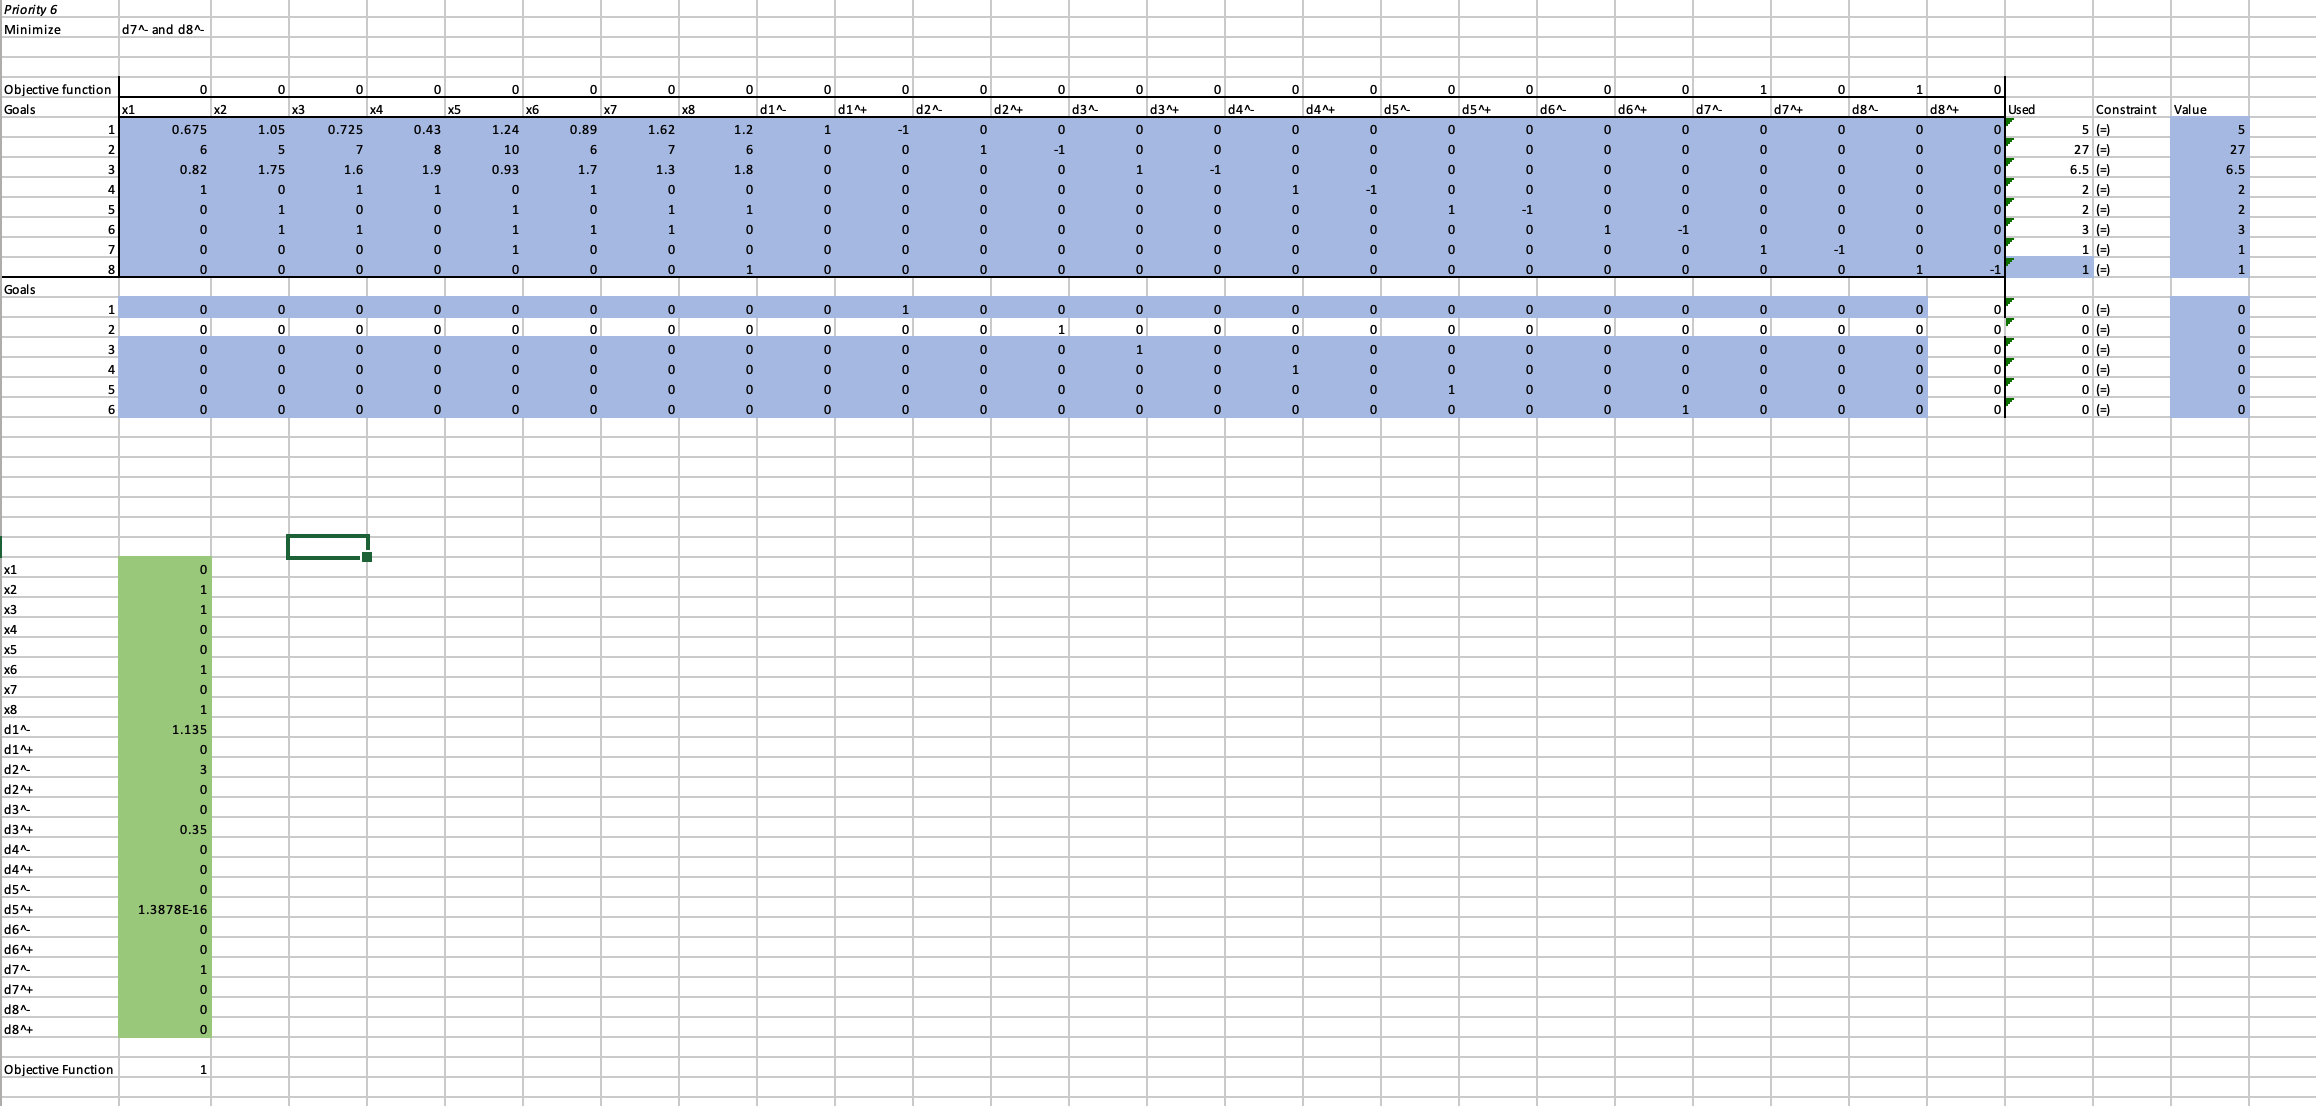 Priority 6
Minimize d7^- and d8^-
Objective function 0 0 0 0 0 0 0 0 0 0 0 0 0 0 0 0 0 0 0 0 1 0 1 0
Goals x1 x2 x3 x4 x5 x6 x7 x8 d1^- d1^+ d2^- d2^+ d3^- d3^+ d4^- d4^+ d5^- d5^+ d6^- d6^+ d7^- d7^+ d8^- d8^+ Used Constraint Value
1 0.675 1.05 0.725 0.43 1.24 0.89 1.62 1.2 1 -1 0 0 0 0 0 0 0 0 0 0 0 0 0 0 5 (=) 5
2 6 5 7 8 10 6 7 6 0 0 1 -1 0 0 0 0 0 0 0 0 0 0 0 0 27 (=) 27
3 0.82 1.75 1.6 1.9 0.93 1.7 1.3 1.8 0 0 0 0 1 -1 0 0 0 0 0 0 0 0 0 0 6.5 (=) 6.5
4 1 0 1 1 0 1 0 0 0 0 0 0 0 0 1 -1 0 0 0 0 0 0 0 0 2 (=) 2
5 0 1 0 0 1 0 1 1 0 0 0 0 0 0 0 0 1 -1 0 0 0 0 0 0 2 (=) 2
6 0 1 1 0 1 1 1 0 0 0 0 0 0 0 0 0 0 0 1 -1 0 0 0 0 3 (=) 3
7 0 0 0 0 1 0 0 0 0 0 0 0 0 0 0 0 0 0 0 0 1 -1 0 0 1 (=) 1
8 0 0 0 0 0 0 0 1 0 0 0 0 0 0 0 0 0 0 0 0 0 0 1 -1 1 (=) 1
Goals
1 0 0 0 0 0 0 0 0 0 1 0 0 0 0 0 0 0 0 0 0 0 0 0 0 0 (=) 0
2 0 0 0 0 0 0 0 0 0 0 0 1 0 0 0 0 0 0 0 0 0 0 0 0 0 (=) 0
3 0 0 0 0 0 0 0 0 0 0 0 0 1 0 0 0 0 0 0 0 0 0 0 0 0 (=) 0
4 0 0 0 0 0 0 0 0 0 0 0 0 0 0 1 0 0 0 0 0 0 0 0 0 0 (=) 0
5 0 0 0 0 0 0 0 0 0 0 0 0 0 0 0 0 1 0 0 0 0 0 0 0 0 (=) 0
6 0 0 0 0 0 0 0 0 0 0 0 0 0 0 0 0 0 0 0 1 0 0 0 0 0 (=) 0
x1 0
x2 1
x3 1
x4 0
x5 0
x6 1
x7 0
x8 1
d1^- 1.135
d1^+ 0
d2^- 3
d2^+ 0
d3^- 0
d3^+ 0.35
d4^- 0
d4^+ 0
d5^- 0
d5^+ 1.3878E-16
d6^- 0
d6^+ 0
d7^- 1
d7^+ 0
d8^- 0
d8^+ 0
Objective Function 1